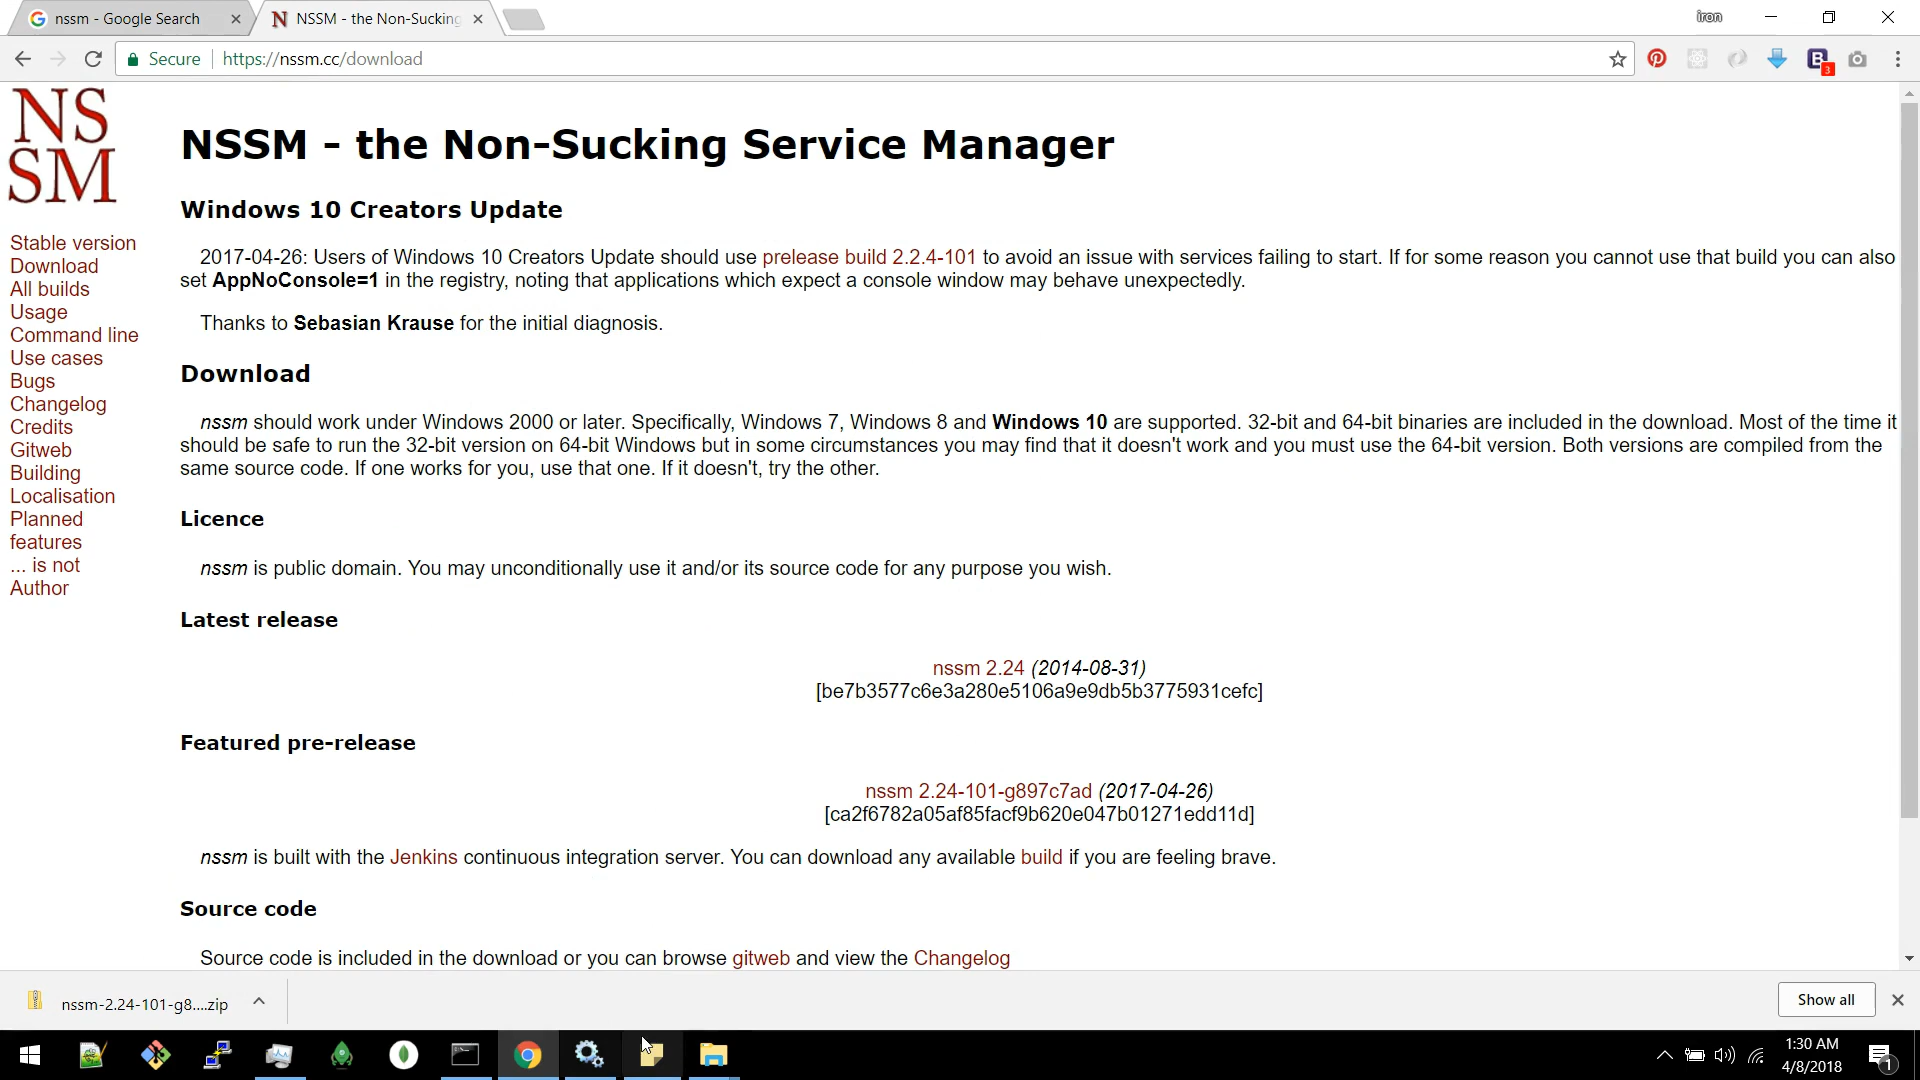 nssm - Google Search
NSSM - the Non-Sucking
iron
Secure
https://nssm.cc/download
3
NS
SM
NSSM - the Non-Sucking Service Manager
Windows 10 Creators Update
2017-04-26: Users of Windows 10 Creators Update should use prelease build 2.2.4-101 to avoid an issue with services failing to start. If for some reason you cannot use that build you can also
set AppNoConsole=1 in the registry, noting that applications which expect a console window may behave unexpectedly.
Thanks to Sebasian Krause for the initial diagnosis.
Stable version
Download
All builds
Usage
Command line
Use cases
Bugs
Changelog
Credits
Gitweb
Building
Localisation
Planned
features
... is not
Author
Download
nssm should work under Windows 2000 or later. Specifically, Windows 7, Windows 8 and Windows 10 are supported. 32-bit and 64-bit binaries are included in the download. Most of the time it
should be safe to run the 32-bit version on 64-bit Windows but in some circumstances you may find that it doesn't work and you must use the 64-bit version. Both versions are compiled from the
same source code. If one works for you, use that one. If it doesn't, try the other.
Licence
nssm is public domain. You may unconditionally use it and/or its source code for any purpose you wish.
Latest release
nssm 2.24 (2014-08-31)
[be7b3577c6e3a280e5106a9e9db5b3775931cefc]
Featured pre-release
nssm 2.24-101-g897c7ad (2017-04-26)
[ca2f6782a05af85facf9b620e047b01271edd11d]
nssm is built with the Jenkins continuous integration server. You can download any available build if you are feeling brave.
Source code
Source code is included in the download or you can browse gitweb and view the Changelog
nssm-2.24-101-g8....zip
Show all
1:30 AM
4/8/2018
1